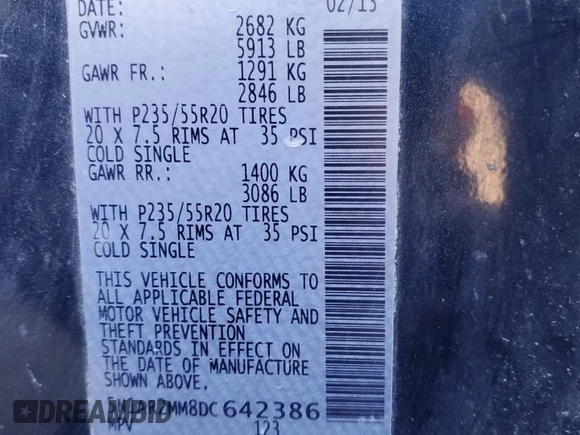 DATE: 02/13
GVWR: 2682 KG
5913 LB
GAWR FR.: 1291 KG
2846 LB
WITH P235/55R20 TIRES
20 X 7.5 RIMS AT 35 PSI
COLD SINGLE
GAWR RR.: 1400 KG
3086 LB
WITH P235/55R20 TIRES
20 X 7.5 RIMS AT 35 PSI
COLD SINGLE
THIS VEHICLE CONFORMS TO
ALL APPLICABLE FEDERAL
MOTOR VEHICLE SAFETY AND
THEFT PREVENTION
STANDARDS IN EFFECT ON
THE DATE OF MANUFACTURE
SHOWN ABOVE.
5N1AR2MM8DC642386
MPV 123
DREAMBID